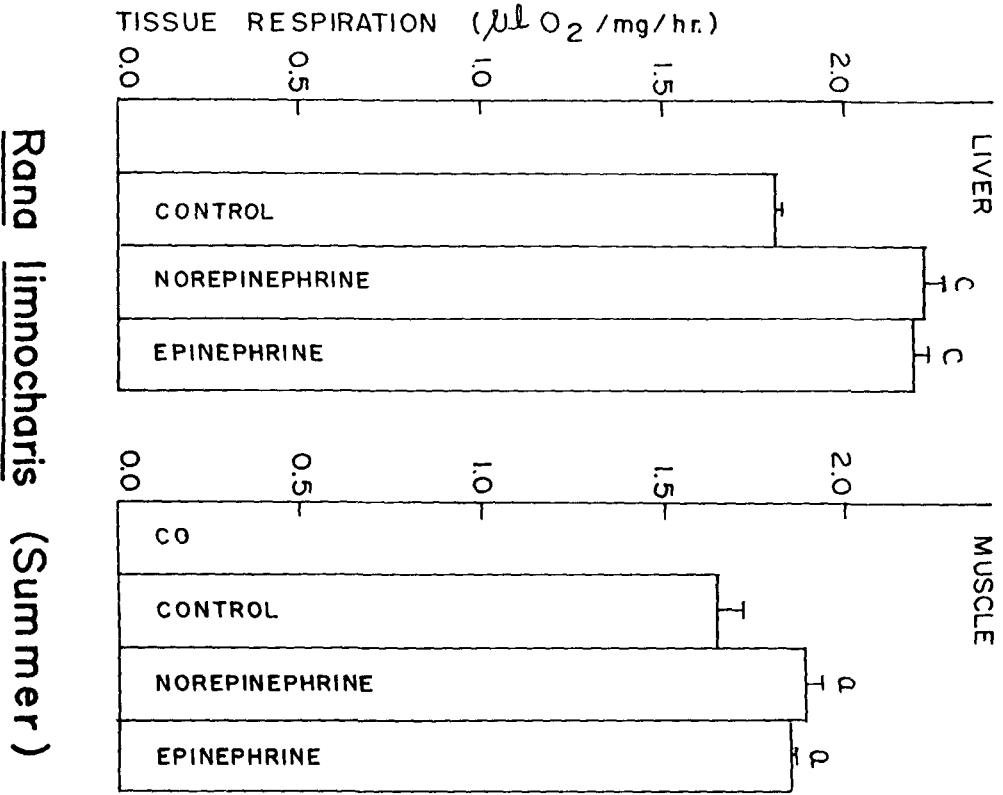 TISSUE RESPIRATION (µl O2/mg/hr.)
0.0 0.5 1.0 1.5 2.0
LIVER
CONTROL
NOREPINEPHRINE C
EPINEPHRINE C
0.0 0.5 1.0 1.5 2.0
MUSCLE
CO
CONTROL
NOREPINEPHRINE a
EPINEPHRINE a
Rana limnocharis (Summer)